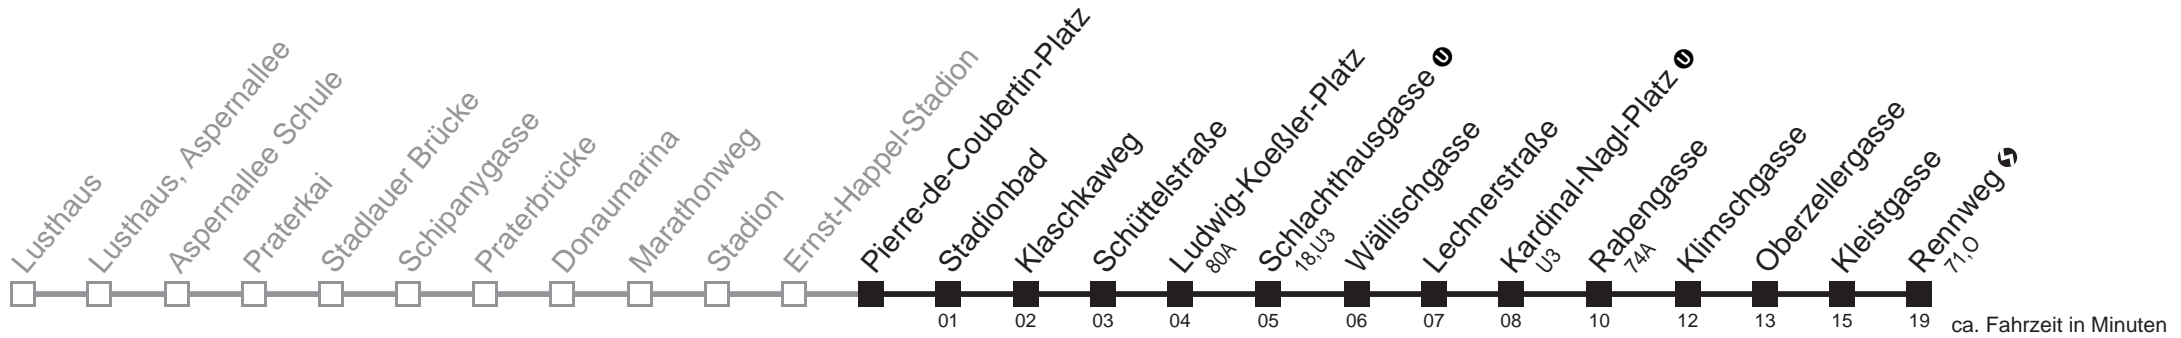 Lusthaus
Lusthaus, Aspernallee
Aspernallee Schule
Praterkai
Stadlauer Brücke
Schipanygasse
Praterbrücke
Donaumarina
Marathonweg
Stadion
Ernst-Happel-Stadion
Pierre-de-Coubertin-Platz
Stadionbad
Klaschkaweg
Schüttelstraße
Ludwig-Koeßler-Platz
80A
Schlachthausgasse U
18,U3
Wällischgasse
Lechnerstraße
Kardinal-Nagl-Platz U
U3
Rabengasse
74A
Klimschgasse
Oberzellergasse
Kleistgasse
Rennweg
71,O
01 02 03 04 05 06 07 08 10 12 13 15 19 ca. Fahrzeit in Minuten